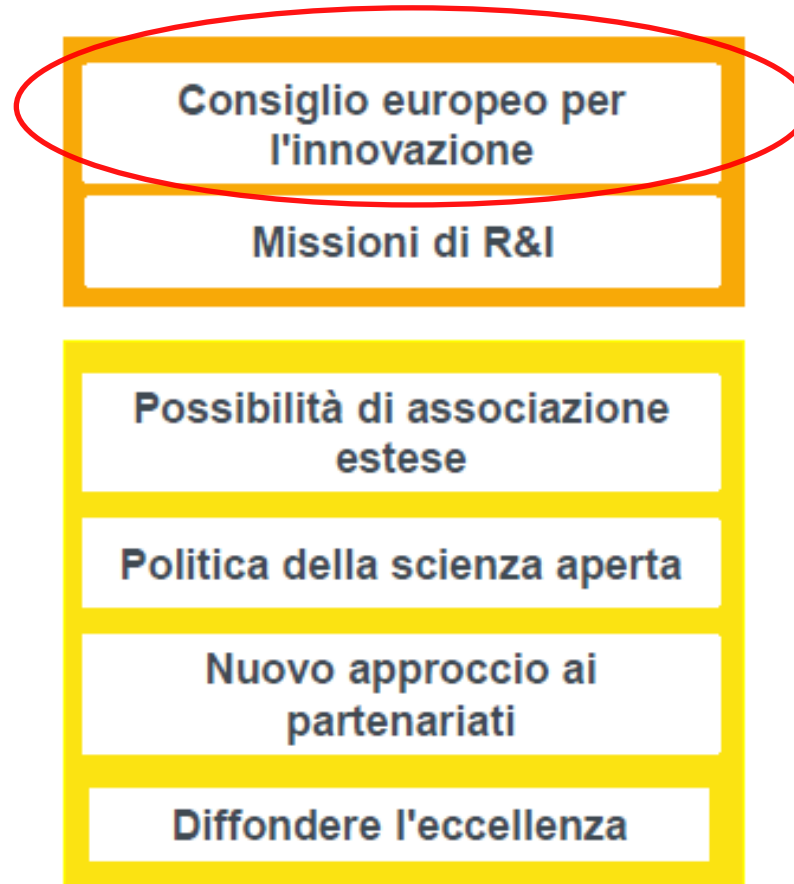 Consiglio europeo per
l'innovazione
Missioni di R&I
Possibilità di associazione
estese
Politica della scienza aperta
Nuovo approccio ai
partenariati
Diffondere l'eccellenza